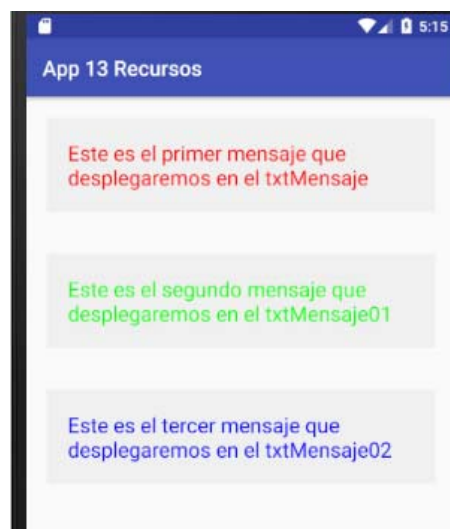 5:15
App 13 Recursos
Este es el primer mensaje que
desplegaremos en el txtMensaje
Este es el segundo mensaje que
desplegaremos en el txtMensaje01
Este es el tercer mensaje que
desplegaremos en el txtMensaje02